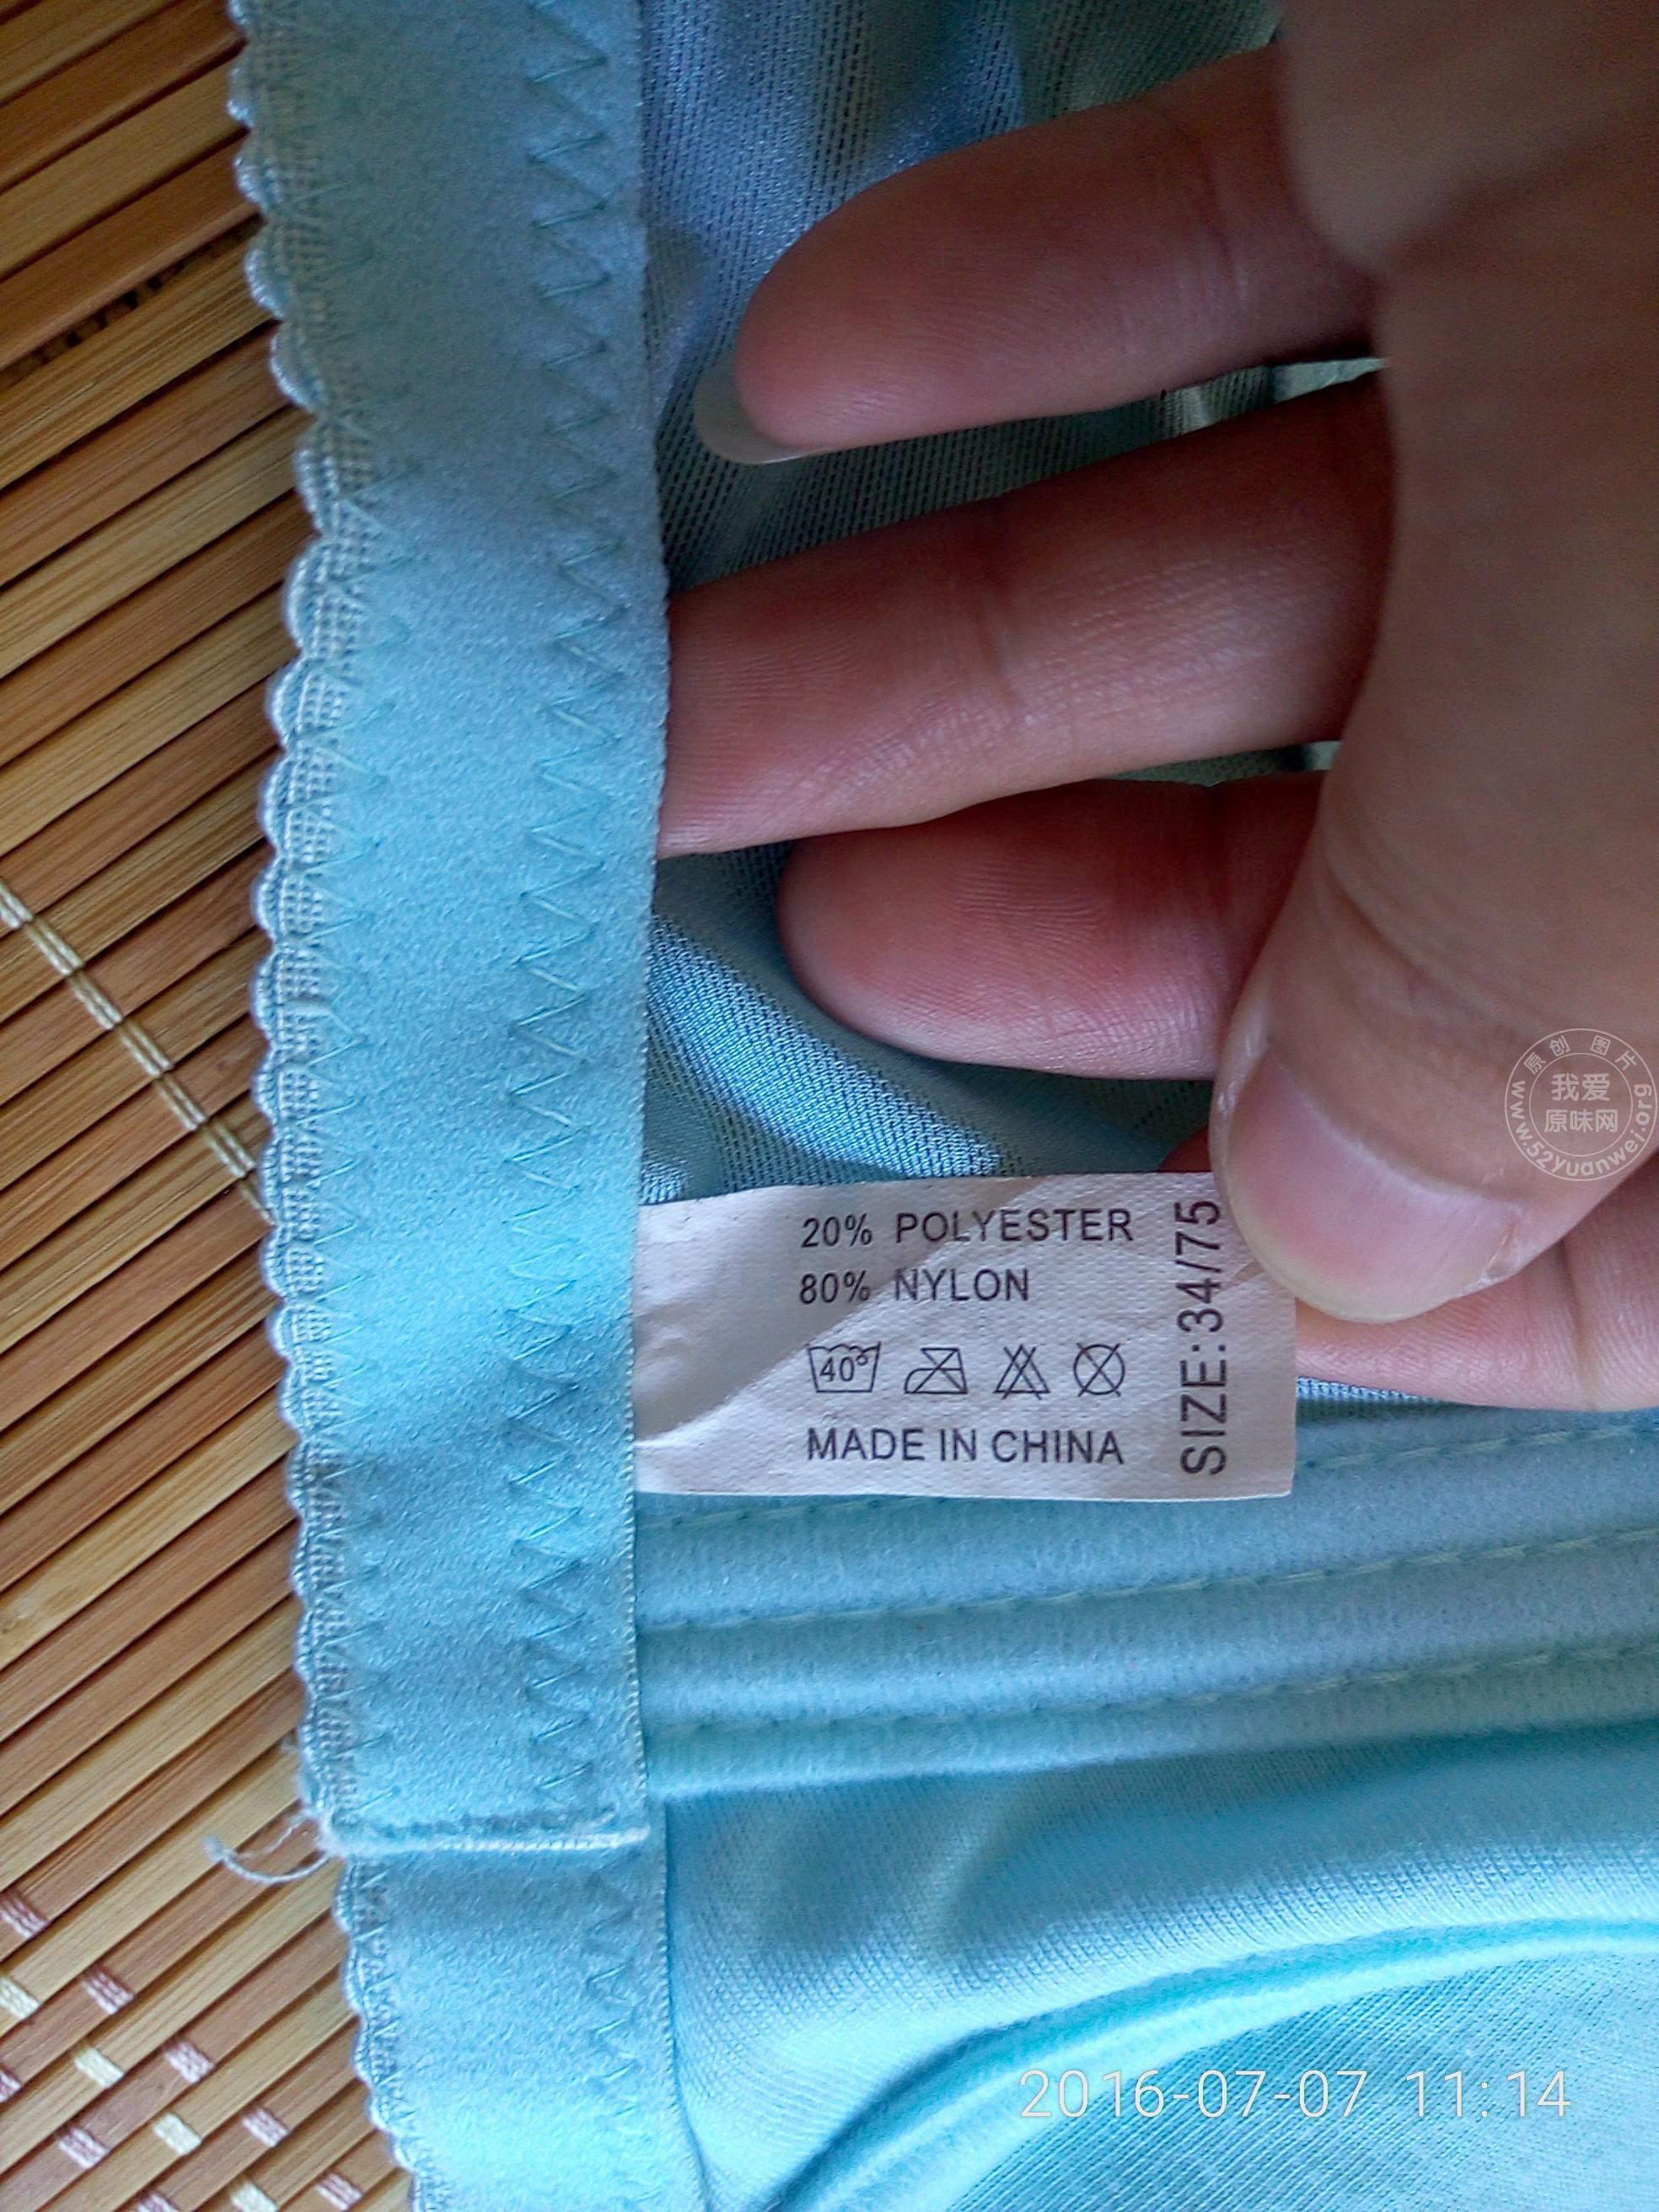 20% POLYESTER
80% NYLON
40°
MADE IN CHINA
SIZE:34/75
原创图片
我爱
原味网
www.52yuanwei.org
2016-07-07 11:14